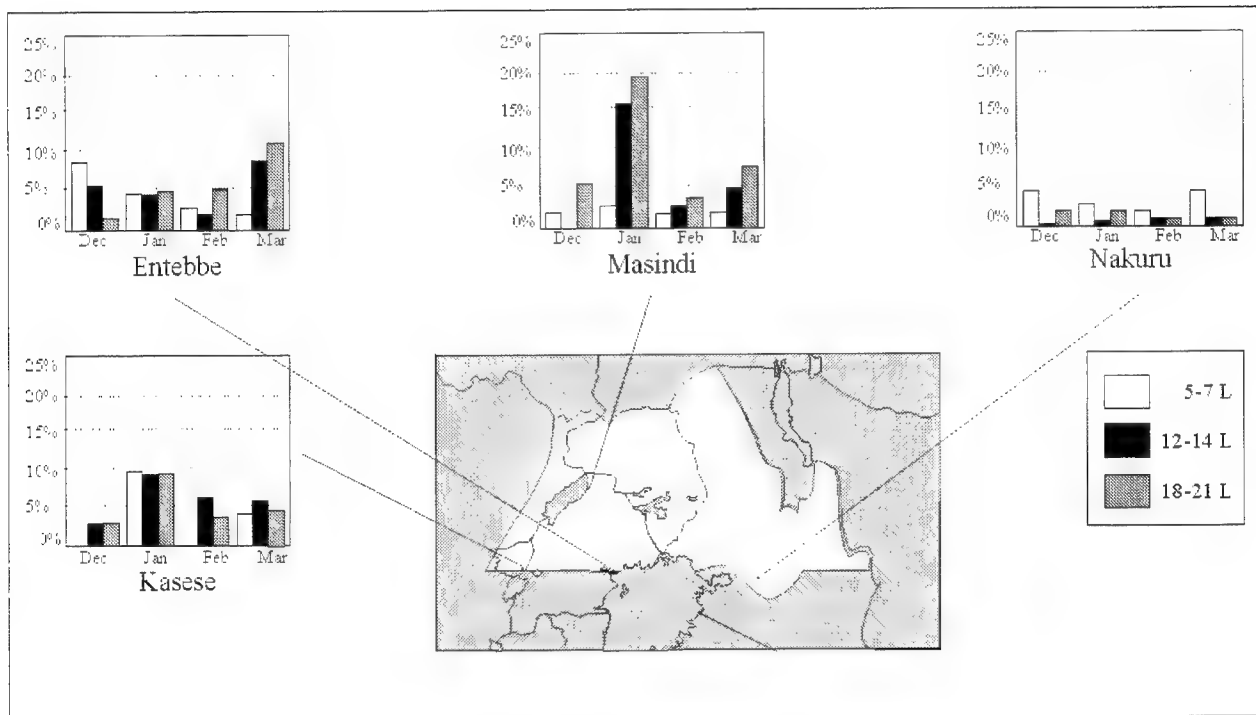 25%
20%
15%
10%
5%
0%
Dec Jan Feb Mar
Entebbe
25%
20%
15%
10%
5%
0%
Dec Jan Feb Mar
Masindi
25%
20%
15%
10%
5%
0%
Dec Jan Feb Mar
Nakuru
25%
20%
15%
10%
5%
0%
Dec Jan Feb Mar
Kasese
5-7 L
12-14 L
18-21 L